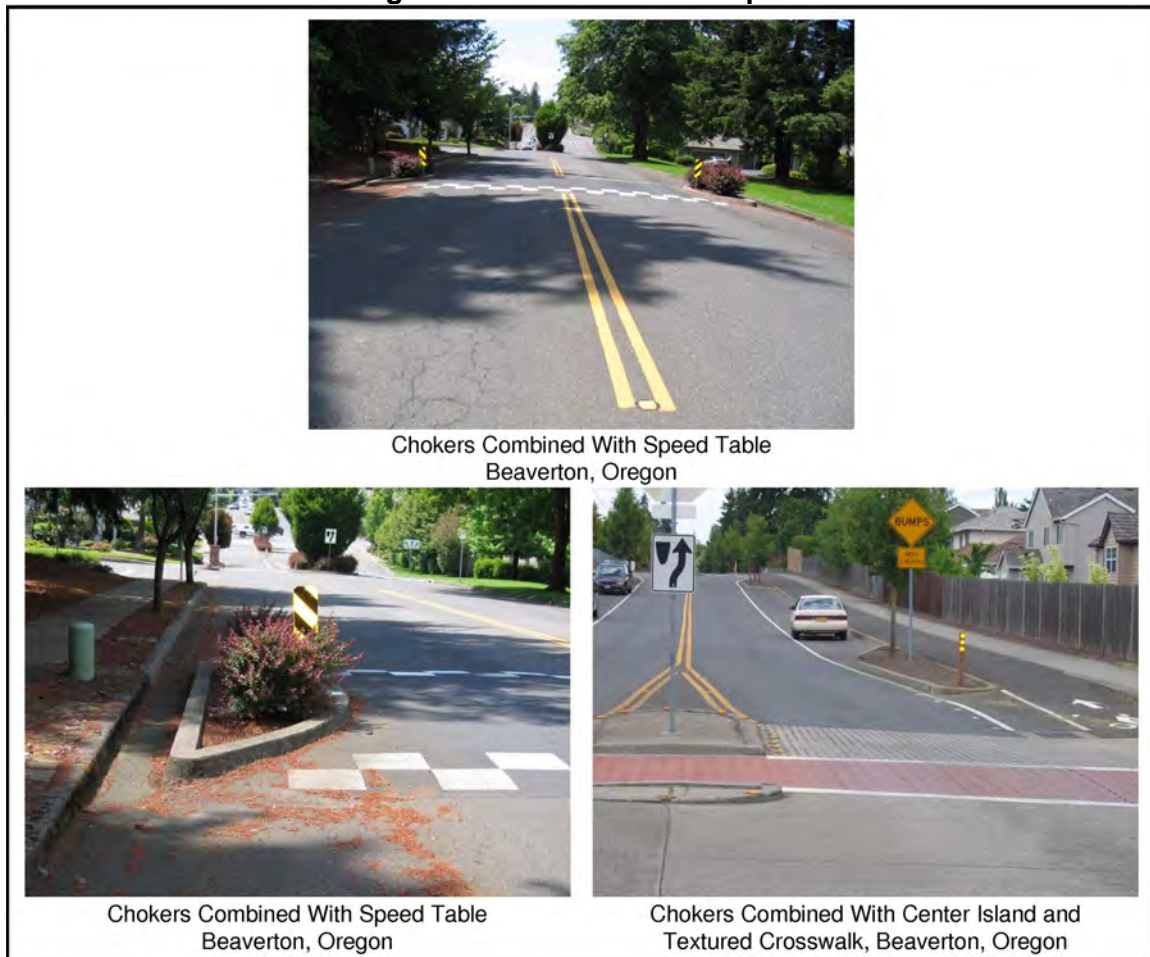 Chokers Combined With Speed Table
Beaverton, Oregon
BUMPS
Chokers Combined With Speed Table
Beaverton, Oregon
Chokers Combined With Center Island and
Textured Crosswalk, Beaverton, Oregon